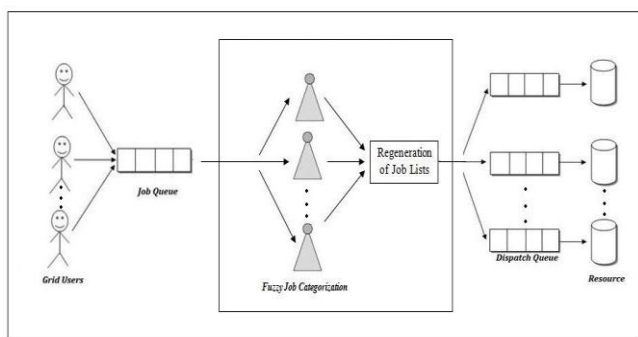 Grid Users
Job Queue
Fuzzy Job Categorization
Regeneration
of Job Lists
Dispatch Queue
Resource